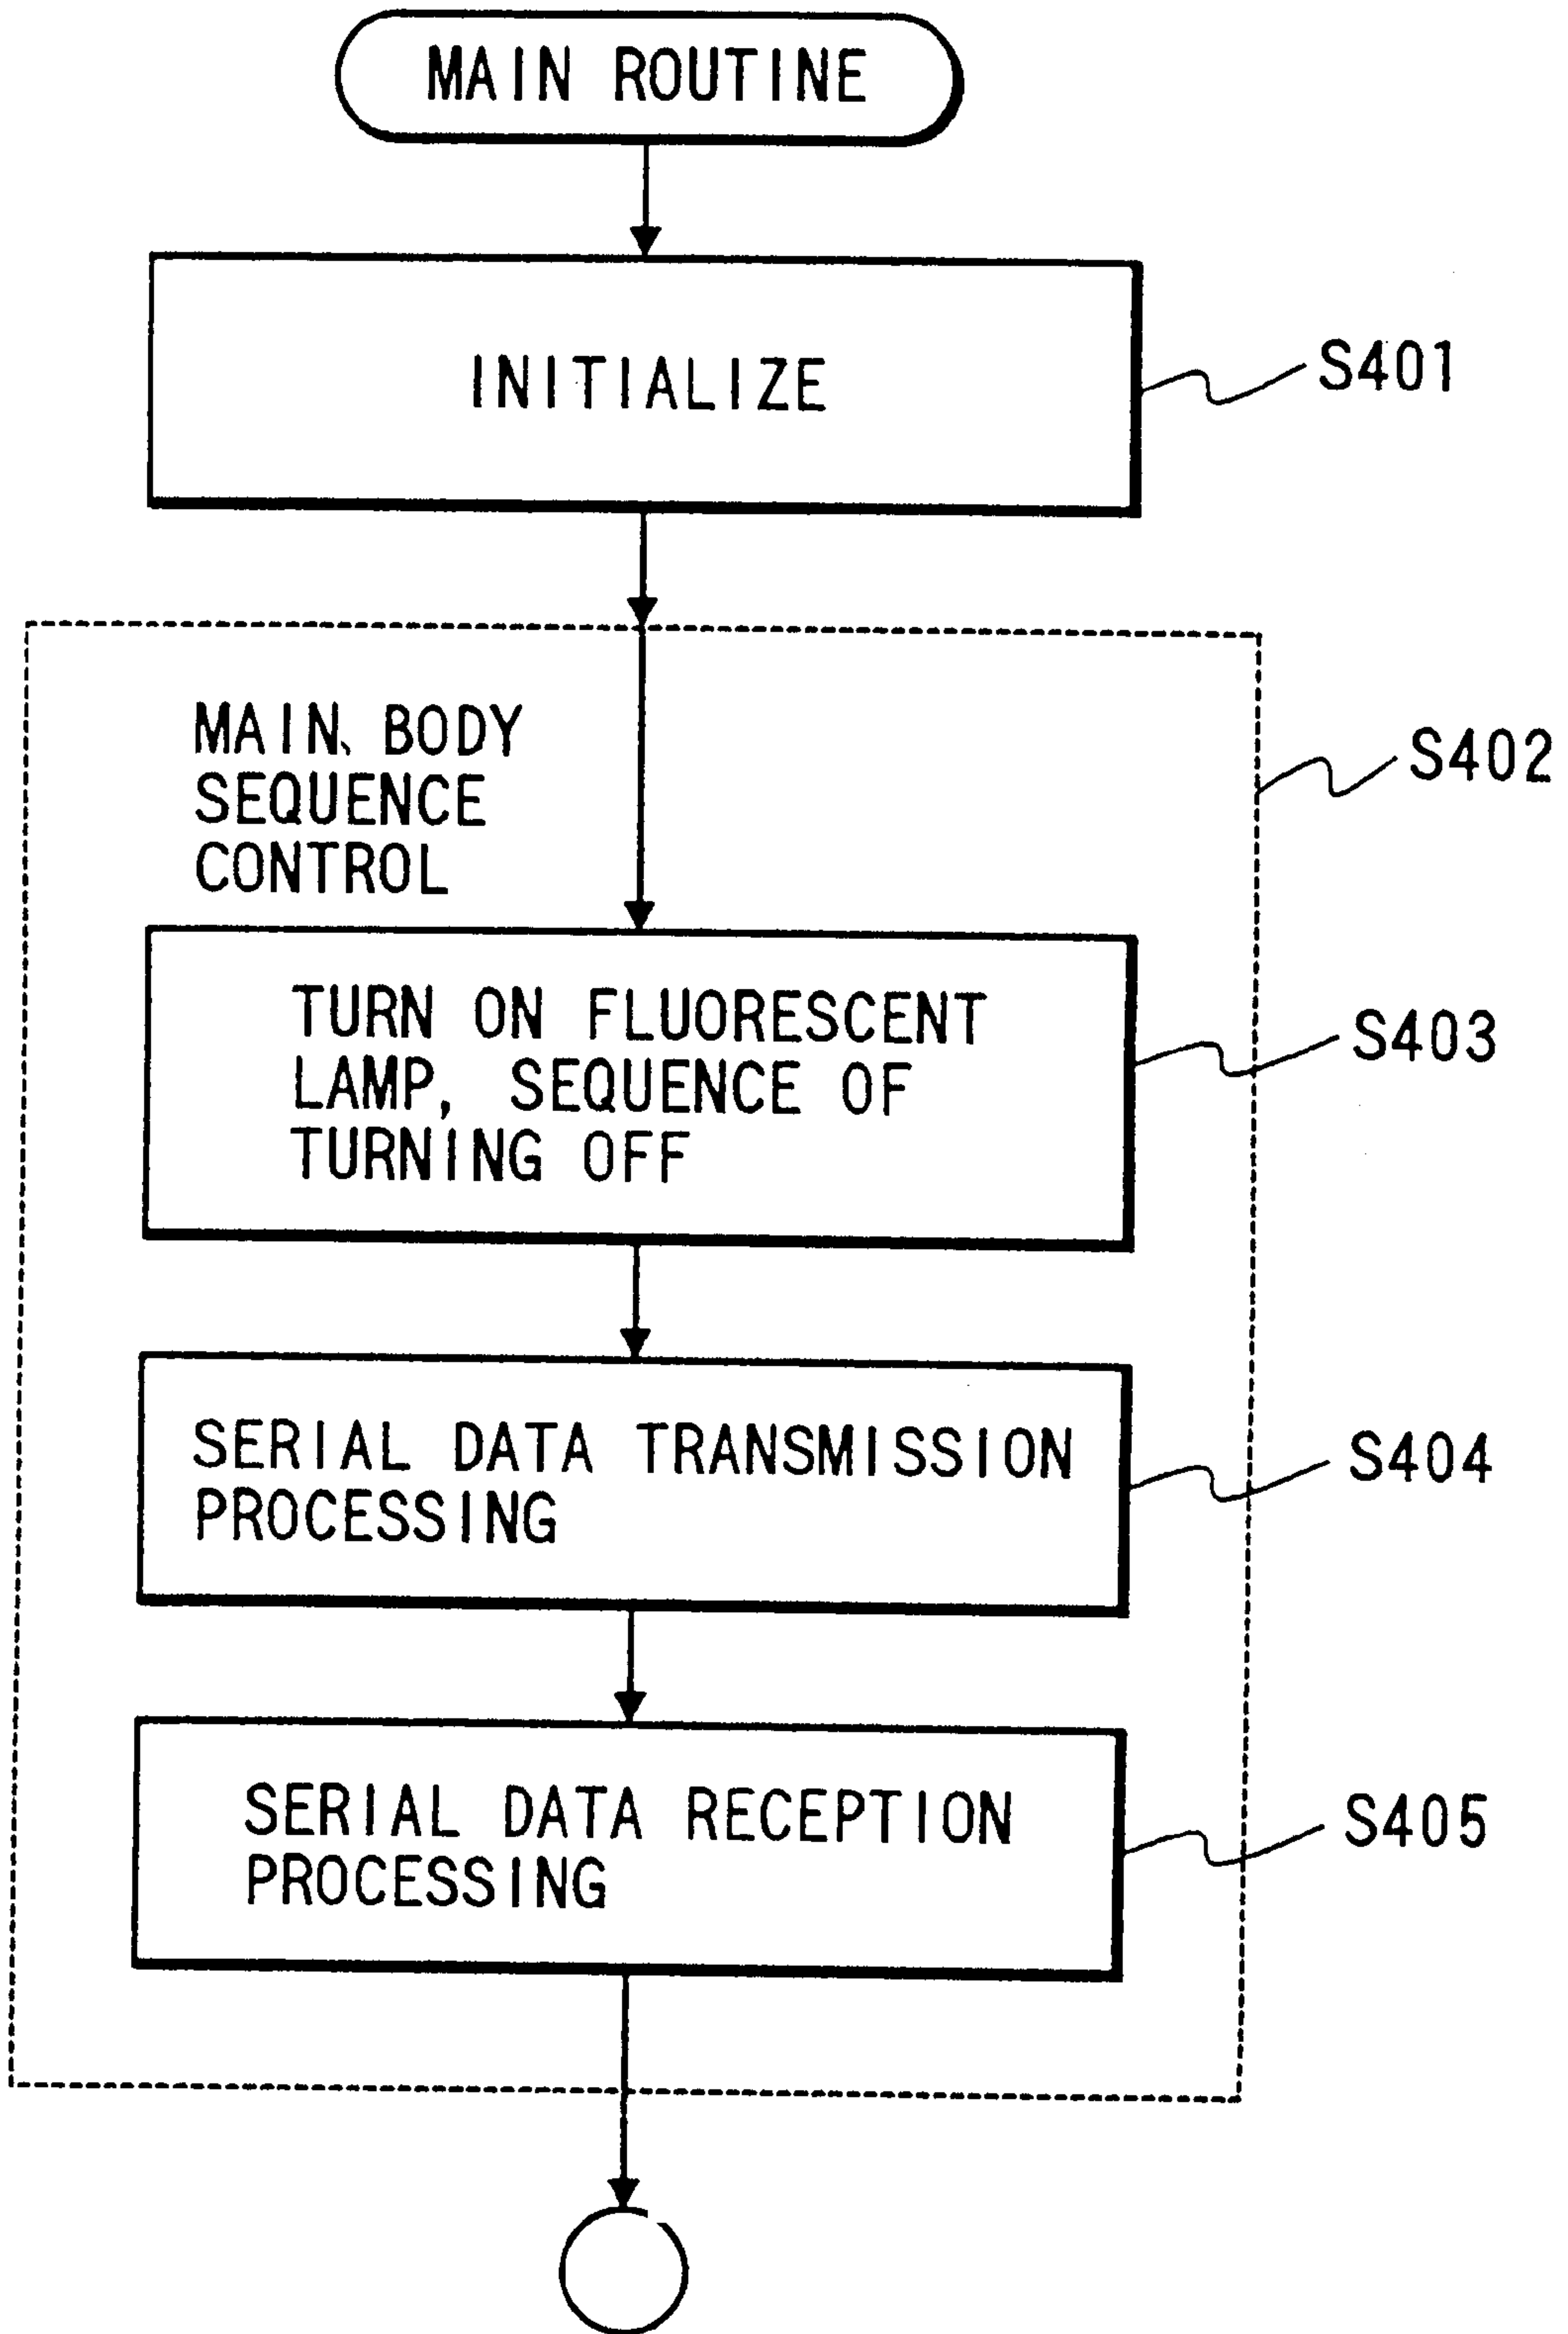 MAIN ROUTINE
INITIALIZE
S401
MAIN BODY
SEQUENCE
CONTROL
S402
TURN ON FLUORESCENT
LAMP, SEQUENCE OF
TURNING OFF
S403
SERIAL DATA TRANSMISSION
PROCESSING
S404
SERIAL DATA RECEPTION
PROCESSING
S405